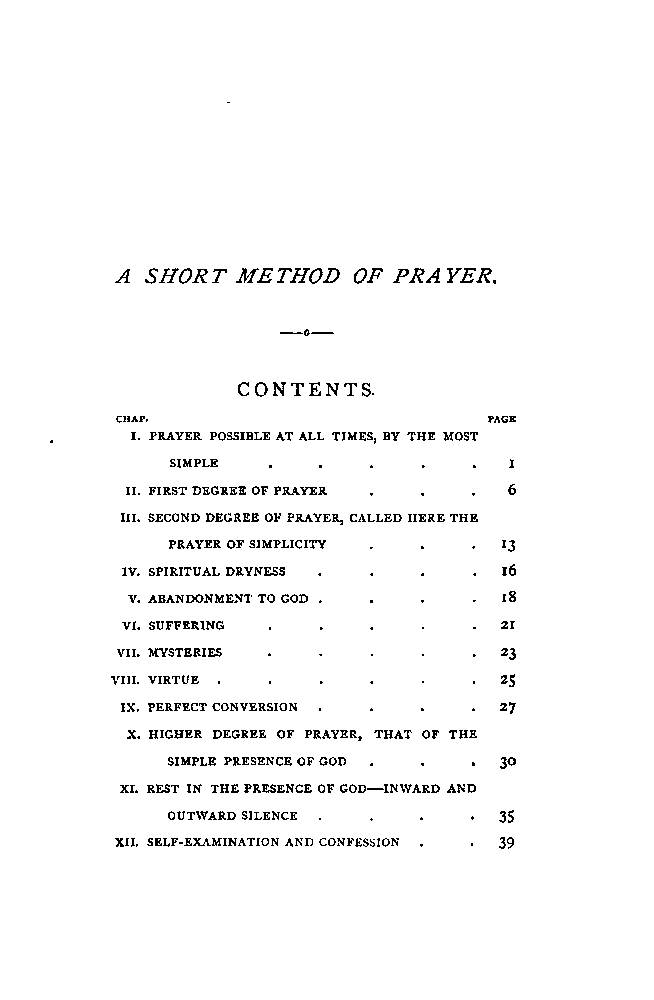 A SHORT METHOD OF PRAYER.
CONTENTS.
CHAP. PAGE
I. PRAYER POSSIBLE AT ALL TIMES, BY THE MOST
SIMPLE . . . . . 1
II. FIRST DEGREE OF PRAYER . . . 6
III. SECOND DEGREE OF PRAYER, CALLED HERE THE
PRAYER OF SIMPLICITY . . . 13
IV. SPIRITUAL DRYNESS . . . . 16
V. ABANDONMENT TO GOD . . . . 18
VI. SUFFERING . . . . . 21
VII. MYSTERIES . . . . . 23
VIII. VIRTUE . . . . . . 25
IX. PERFECT CONVERSION . . . . 27
X. HIGHER DEGREE OF PRAYER, THAT OF THE
SIMPLE PRESENCE OF GOD . . . 30
XI. REST IN THE PRESENCE OF GOD—INWARD AND
OUTWARD SILENCE . . . . 35
XII. SELF-EXAMINATION AND CONFESSION . . 39